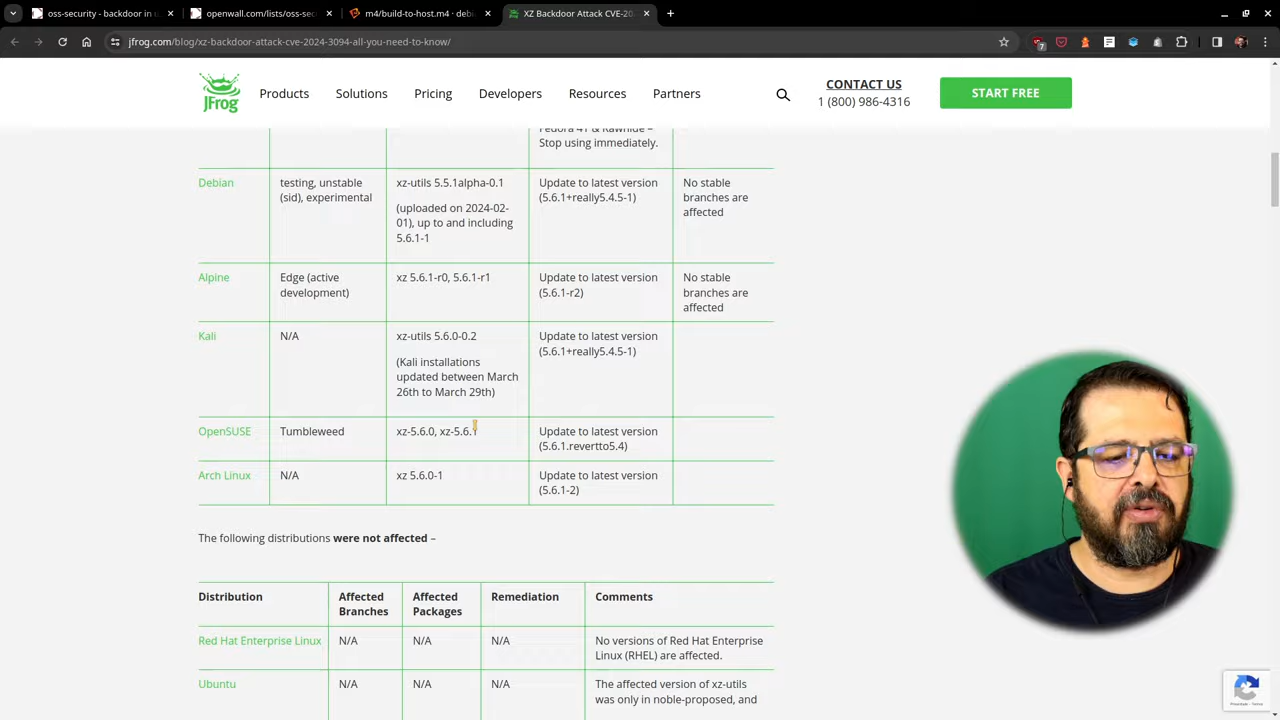 oss-security - backdoor in u
openwall.com/lists/oss-sec
m4/build-to-host.m4 · debi
XZ Backdoor Attack CVE-20
jfrog.com/blog/xz-backdoor-attack-cve-2024-3094-all-you-need-to-know/
7
JFrog
Products
Solutions
Pricing
Developers
Resources
Partners
CONTACT US
1 (800) 986-4316
START FREE
Fedora 41 & Rawhide –
Stop using immediately.
Debian
testing, unstable
(sid), experimental
xz-utils 5.5.1alpha-0.1
(uploaded on 2024-02-
01), up to and including
5.6.1-1
Update to latest version
(5.6.1+really5.4.5-1)
No stable
branches are
affected
Alpine
Edge (active
development)
xz 5.6.1-r0, 5.6.1-r1
Update to latest version
(5.6.1-r2)
No stable
branches are
affected
Kali
N/A
xz-utils 5.6.0-0.2
(Kali installations
updated between March
26th to March 29th)
Update to latest version
(5.6.1+really5.4.5-1)
OpenSUSE
Tumbleweed
xz-5.6.0, xz-5.6.1
Update to latest version
(5.6.1.revertto5.4)
Arch Linux
N/A
xz 5.6.0-1
Update to latest version
(5.6.1-2)
The following distributions were not affected –
Distribution
Affected
Branches
Affected
Packages
Remediation
Comments
Red Hat Enterprise Linux
N/A
N/A
N/A
No versions of Red Hat Enterprise
Linux (RHEL) are affected.
Ubuntu
N/A
N/A
N/A
The affected version of xz-utils
was only in noble-proposed, and